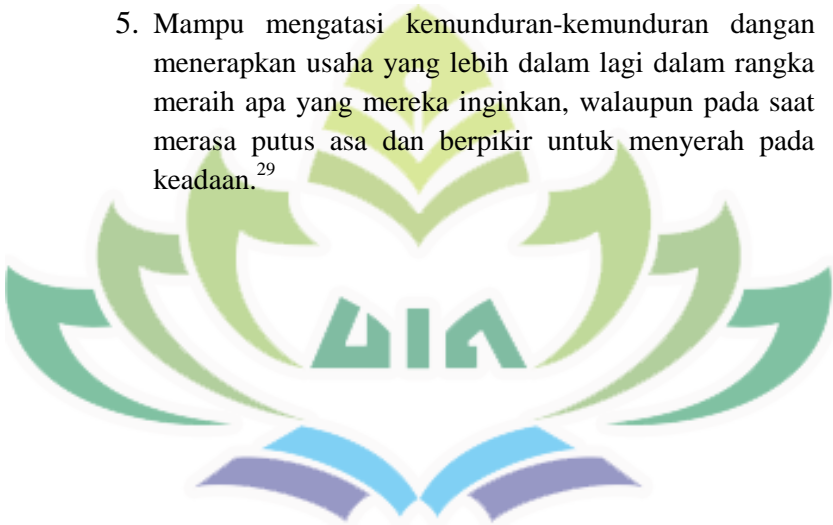 5. Mampu mengatasi kemunduran-kemunduran dangan
menerapkan usaha yang lebih dalam lagi dalam rangka
meraih apa yang mereka inginkan, walaupun pada saat
merasa putus asa dan berpikir untuk menyerah pada
keadaan.29